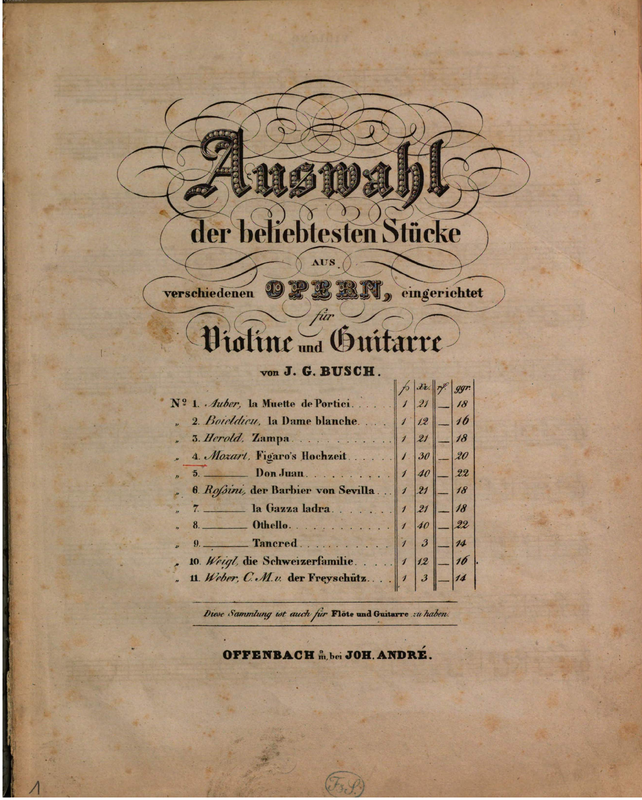 Auswahl
der beliebtesten Stücke
AUS
verschiedenen OPERN, eingerichtet
für
Violine und Guitarre
von J. G. BUSCH.
fl. Xr. rℓ. ggr.
Nº 1. Auber, la Muette de Portici. . . . . 1 21 — 18
„ 2. Boieldieu, la Dame blanche. . . . . 1 12 — 16
„ 3. Herold, Zampa . . . . . . . . . . . . 1 21 — 18
„ 4. Mozart, Figaro's Hochzeit . . . . . 1 30 — 20
„ 5. ——— Don Juan . . . . . . . . . . 1 40 — 22
„ 6. Roſsini, der Barbier von Sevilla . . . 1 21 — 18
„ 7. ——— la Gazza ladra . . . . . . . . 1 21 — 18
„ 8. ——— Othello. . . . . . . . . . . . 1 40 — 22
„ 9. ——— Tancred . . . . . . . . . . . 1 3 — 14
„ 10. Weigl, die Schweizerfamilie . . . . . 1 12 — 16
„ 11. Weber, C. M. v. der Freyschütz. . . . 1 3 — 14
Diese Sammlung ist auch für Flöte und Guitarre zu haben.
OFFENBACH a/m, bei JOH. ANDRÉ.
1